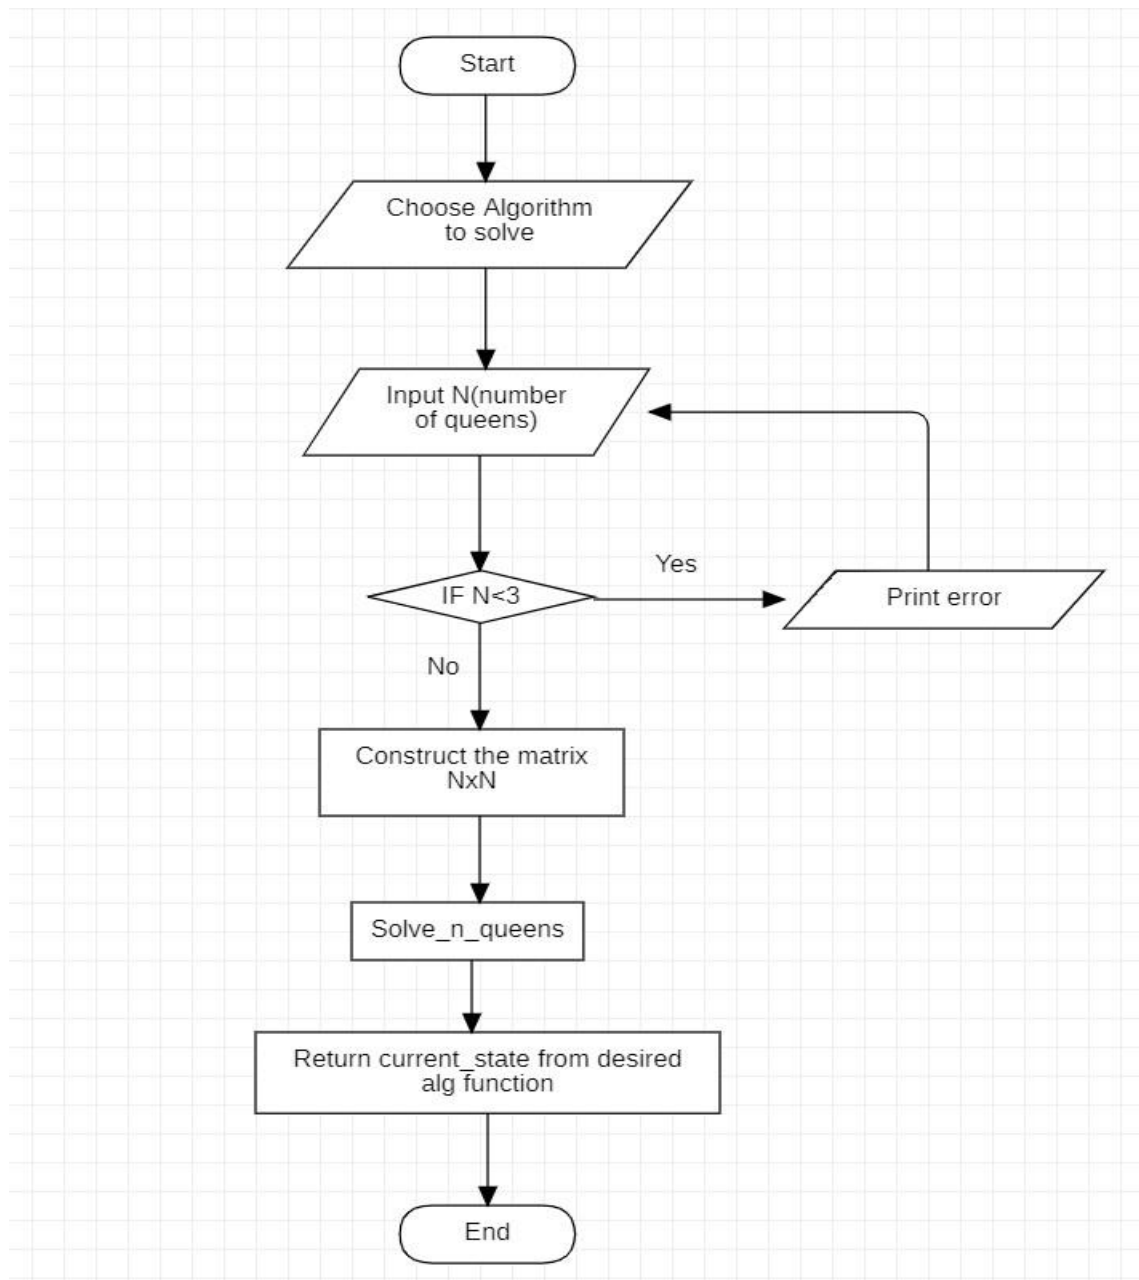 Start
Choose Algorithm
to solve
Input N(number
of queens)
IF N<3
Yes
Print error
No
Construct the matrix
NxN
Solve_n_queens
Return current_state from desired
alg function
End